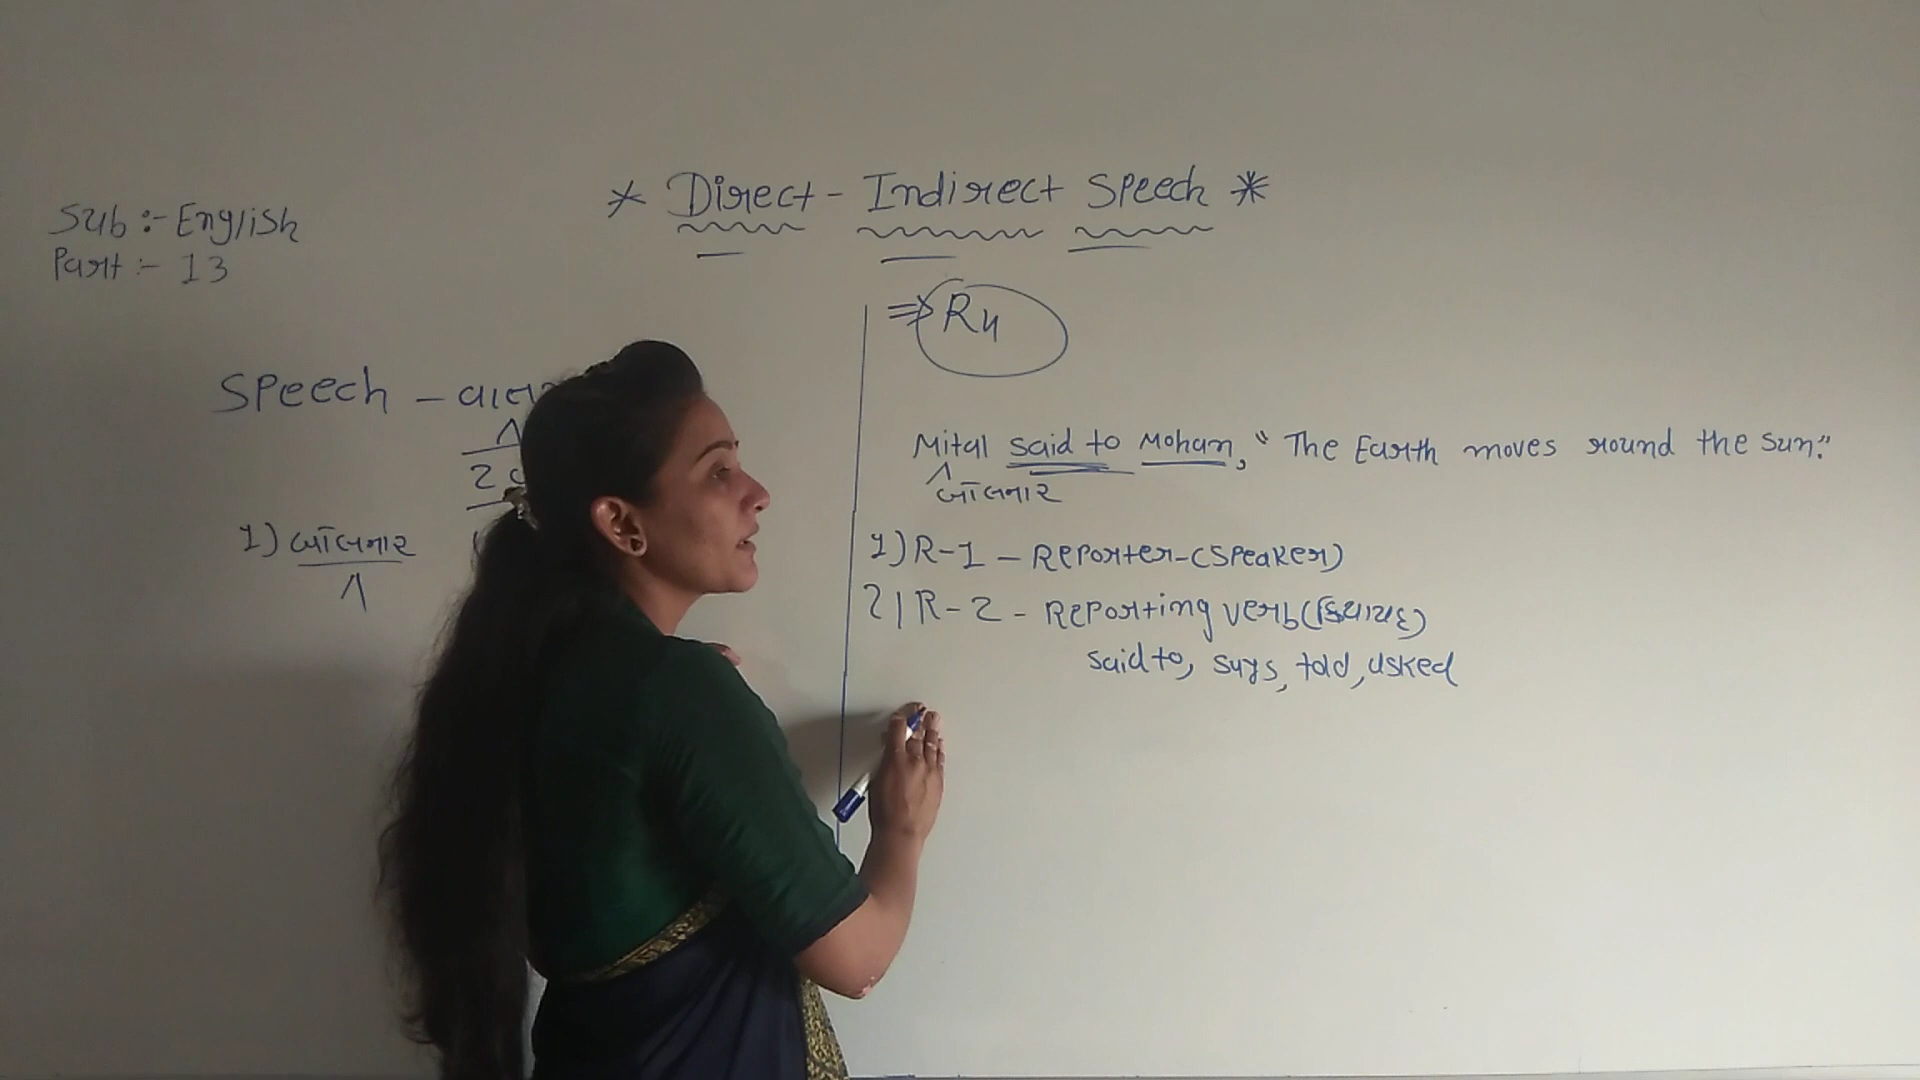 * Direct - Indirect Speech *
Sub :- English
Part :- 13
Speech -
1) બોલનાર
⇒ R4
Mital said to Mohan, "The Earth moves round the Sun."
બોલનાર
1) R-1 - Reporter - (Speaker)
2) R-2 - Reporting verb (ક્રિયાપદ)
said to, says, told, asked